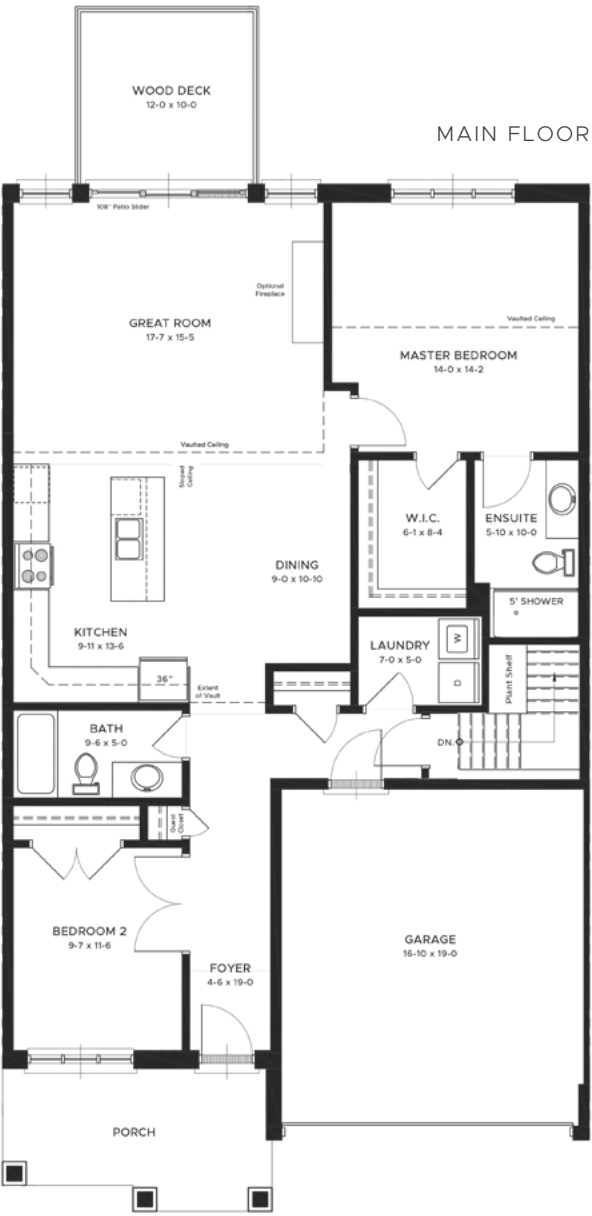 WOOD DECK
12-0 x 10-0
MAIN FLOOR
108" Patio Slider
Optional
Fireplace
GREAT ROOM
17-7 x 15-5
Vaulted Ceiling
MASTER BEDROOM
14-0 x 14-2
Vaulted Ceiling
Sloped
Ceiling
W.I.C.
6-1 x 8-4
ENSUITE
5-10 x 10-0
DINING
9-0 x 10-10
5' SHOWER
KITCHEN
9-11 x 13-6
LAUNDRY
7-0 x 5-0
W
D
Plant Shelf
36"
Extent
of Vault
BATH
9-6 x 5-0
DN.
Guest
Closet
BEDROOM 2
9-7 x 11-6
GARAGE
16-10 x 19-0
FOYER
4-6 x 19-0
PORCH